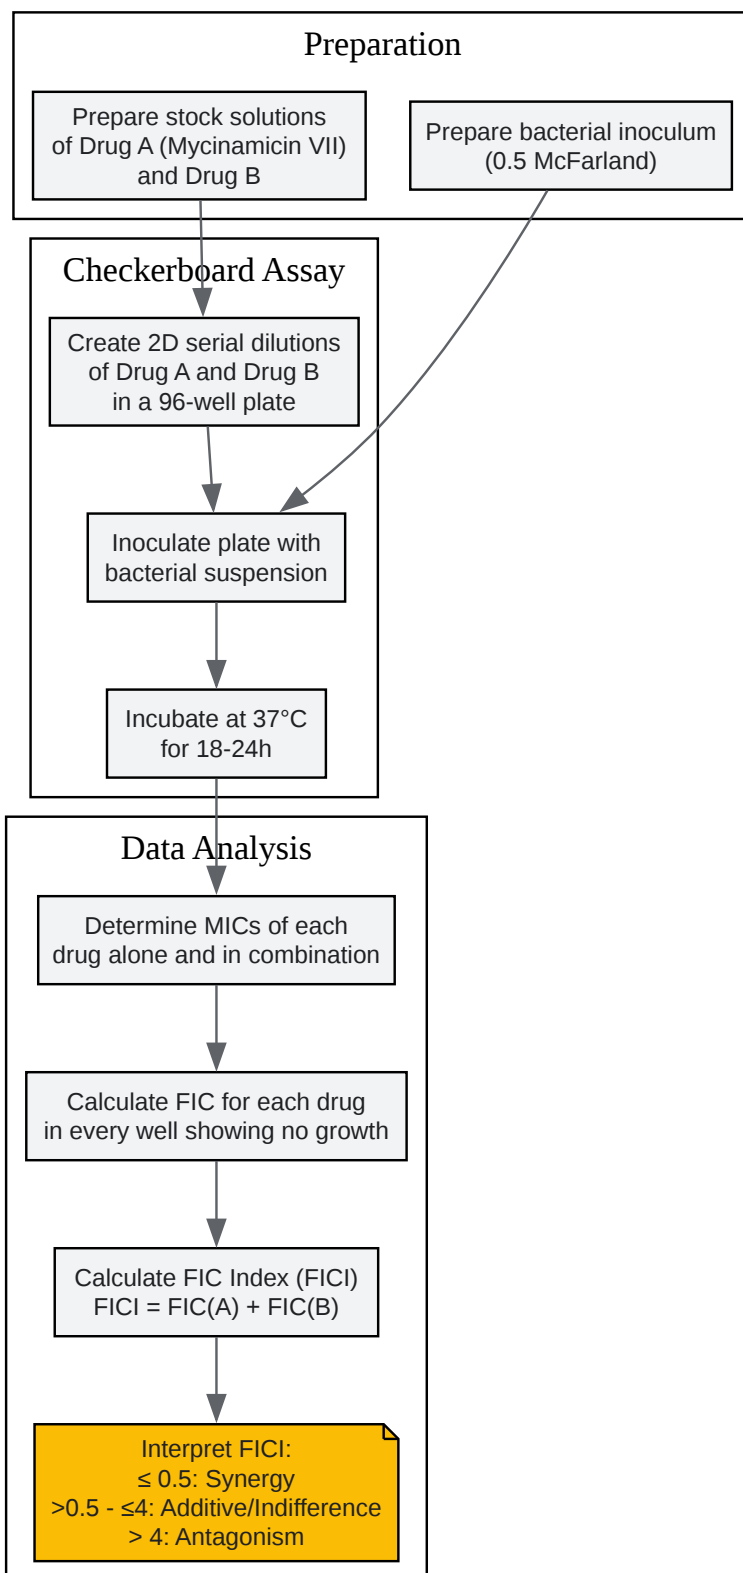 Preparation
Prepare stock solutions
of Drug A (Mycinamicin VII)
and Drug B
Prepare bacterial inoculum
(0.5 McFarland)
Checkerboard Assay
Create 2D serial dilutions
of Drug A and Drug B
in a 96-well plate
Inoculate plate with
bacterial suspension
Incubate at 37°C
for 18-24h
Data Analysis
Determine MICs of each
drug alone and in combination
Calculate FIC for each drug
in every well showing no growth
Calculate FIC Index (FICI)
FICI = FIC(A) + FIC(B)
Interpret FICI:
≤ 0.5: Synergy
>0.5 - ≤4: Additive/Indifference
> 4: Antagonism